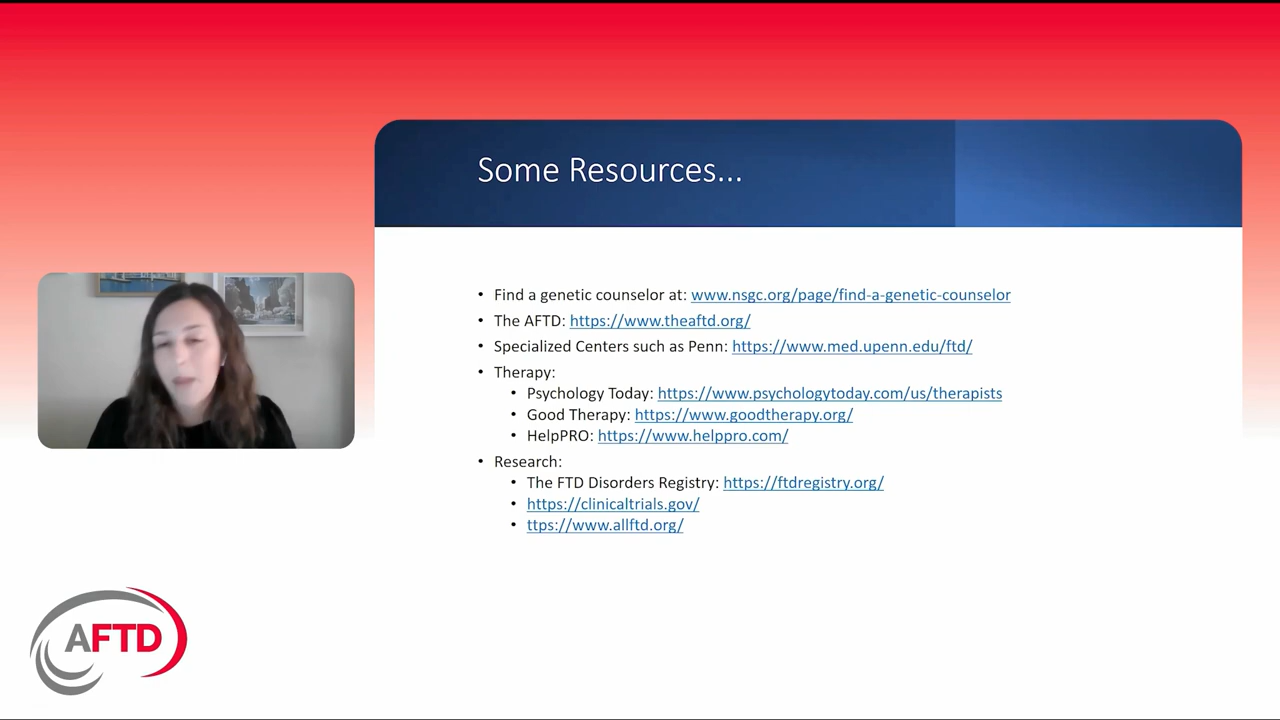 Some Resources...
• Find a genetic counselor at: www.nsgc.org/page/find-a-genetic-counselor
• The AFTD: https://www.theaftd.org/
• Specialized Centers such as Penn: https://www.med.upenn.edu/ftd/
• Therapy:
• Psychology Today: https://www.psychologytoday.com/us/therapists
• Good Therapy: https://www.goodtherapy.org/
• HelpPRO: https://www.helppro.com/
• Research:
• The FTD Disorders Registry: https://ftdregistry.org/
• https://clinicaltrials.gov/
• ttps://www.allftd.org/
AFTD